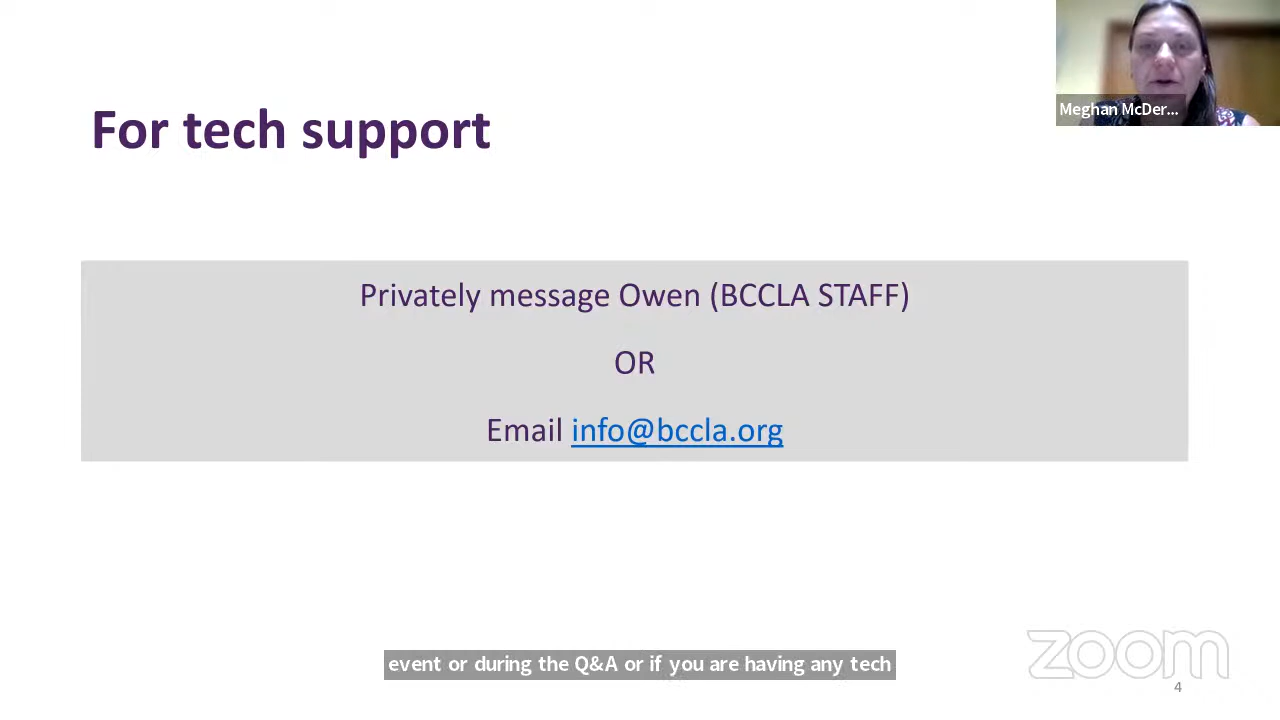 Meghan McDer...
For tech support
Privately message Owen (BCCLA STAFF)
OR
Email info@bccla.org
event or during the Q&A or if you are having any tech
zoom
4